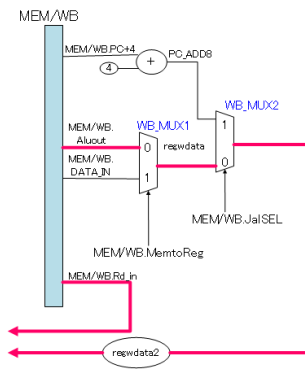 MEM/WB
MEM/WB.PC+4
4
+
PC_ADD8
WB_MUX2
MEM/WB.
Aluout
WB_MUX1
1
0
regwdata
MEM/WB.
DATA_IN
1
0
MEM/WB.JalSEL
MEM/WB.MemtoReg
MEM/WB.Rd_in
regwdata2